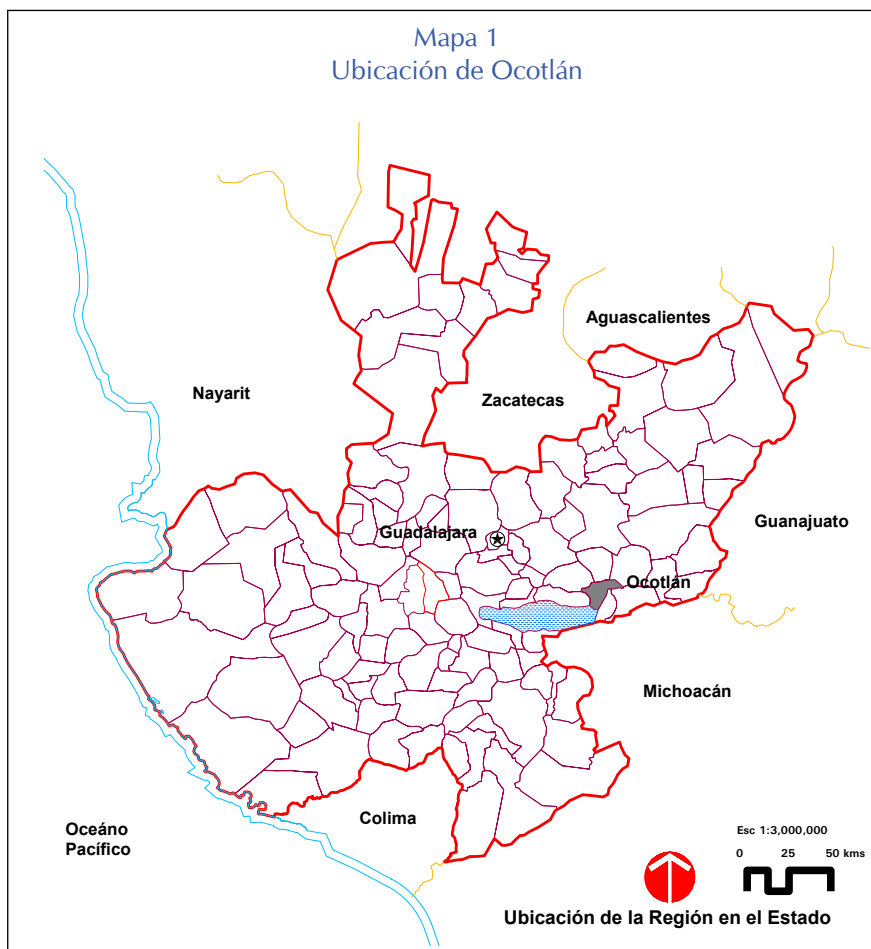 Mapa 1
Ubicación de Ocotlán
Aguascalientes
Nayarit
Zacatecas
Guanajuato
Guadalajara
Ocotlán
Michoacán
Colima
Oceáno
Pacífico
Esc 1:3,000,000
0 25 50 kms
Ubicación de la Región en el Estado